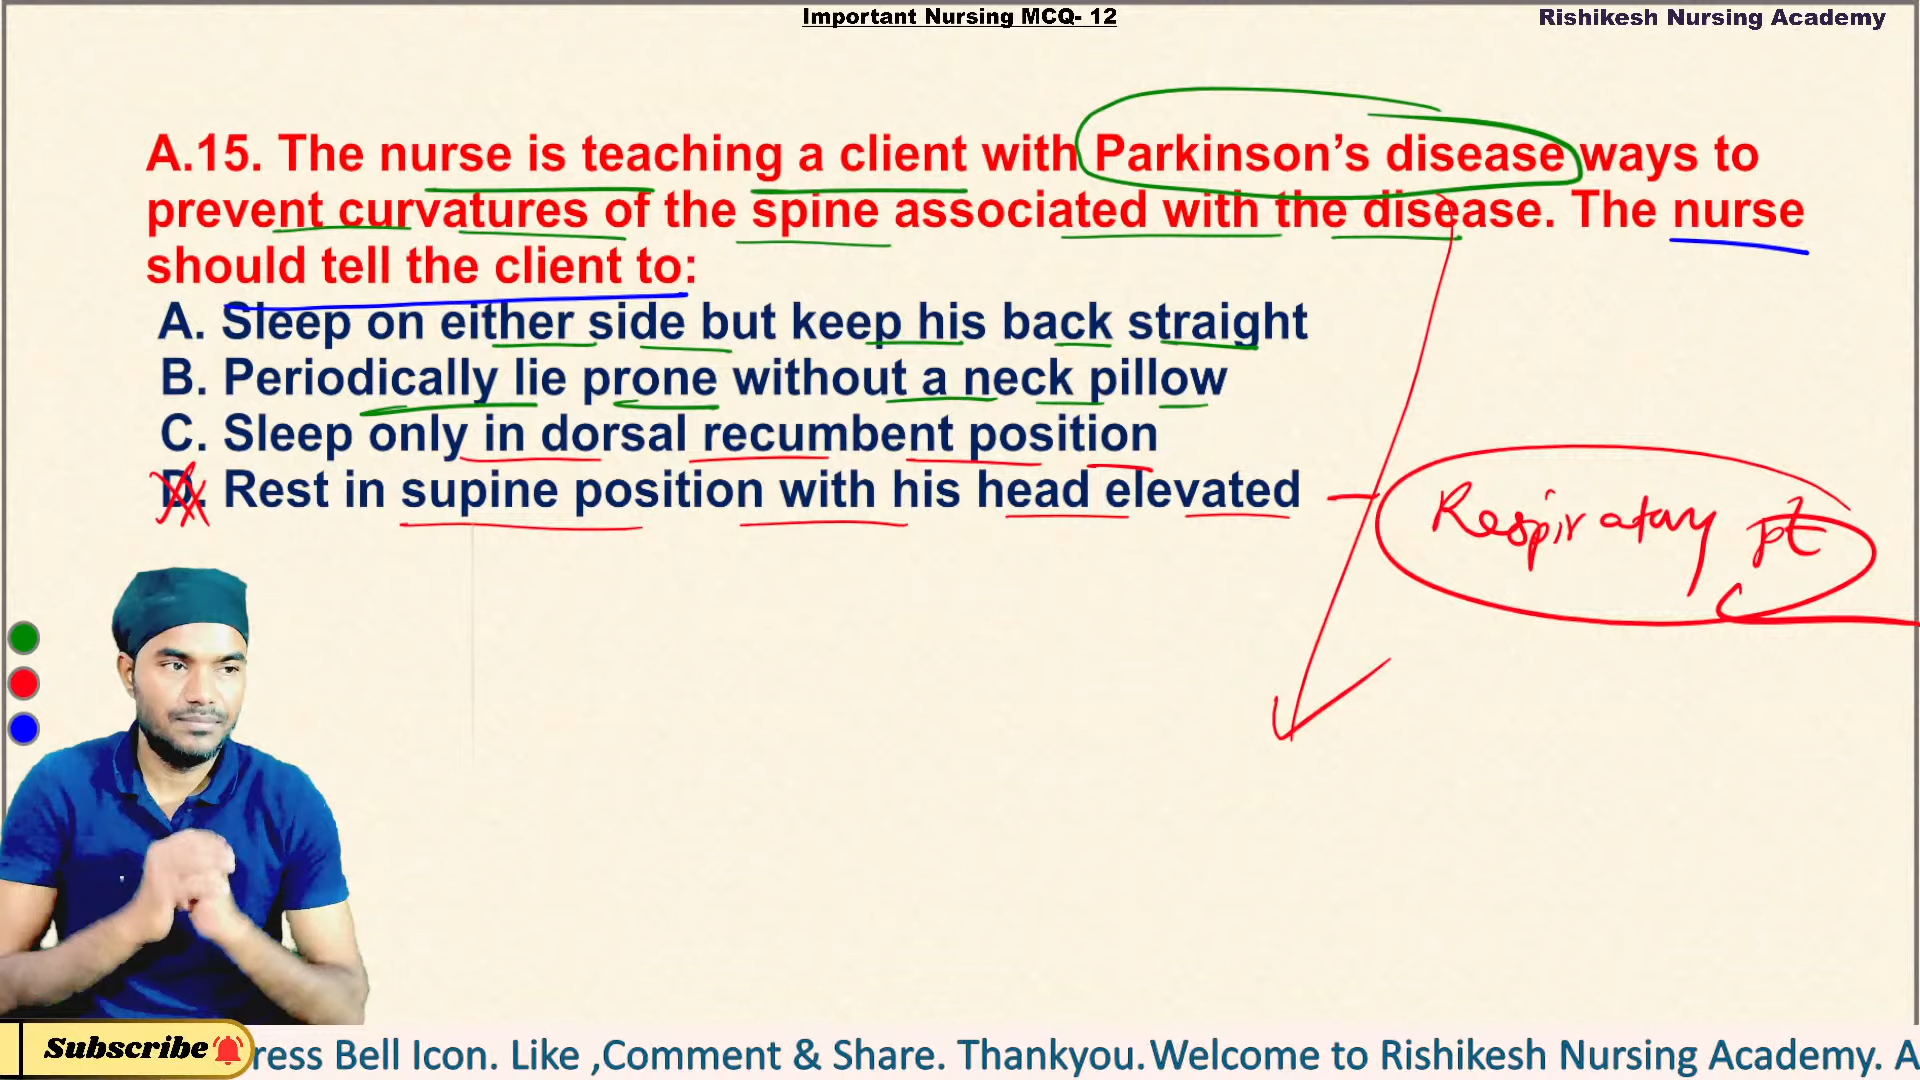 Important Nursing MCQ- 12
Rishikesh Nursing Academy
A.15. The nurse is teaching a client with Parkinson’s disease ways to
prevent curvatures of the spine associated with the disease. The nurse
should tell the client to:
A. Sleep on either side but keep his back straight
B. Periodically lie prone without a neck pillow
C. Sleep only in dorsal recumbent position
D. Rest in supine position with his head elevated
Respiratory pt
Subscribe
ress Bell Icon. Like ,Comment & Share. Thankyou.Welcome to Rishikesh Nursing Academy. A